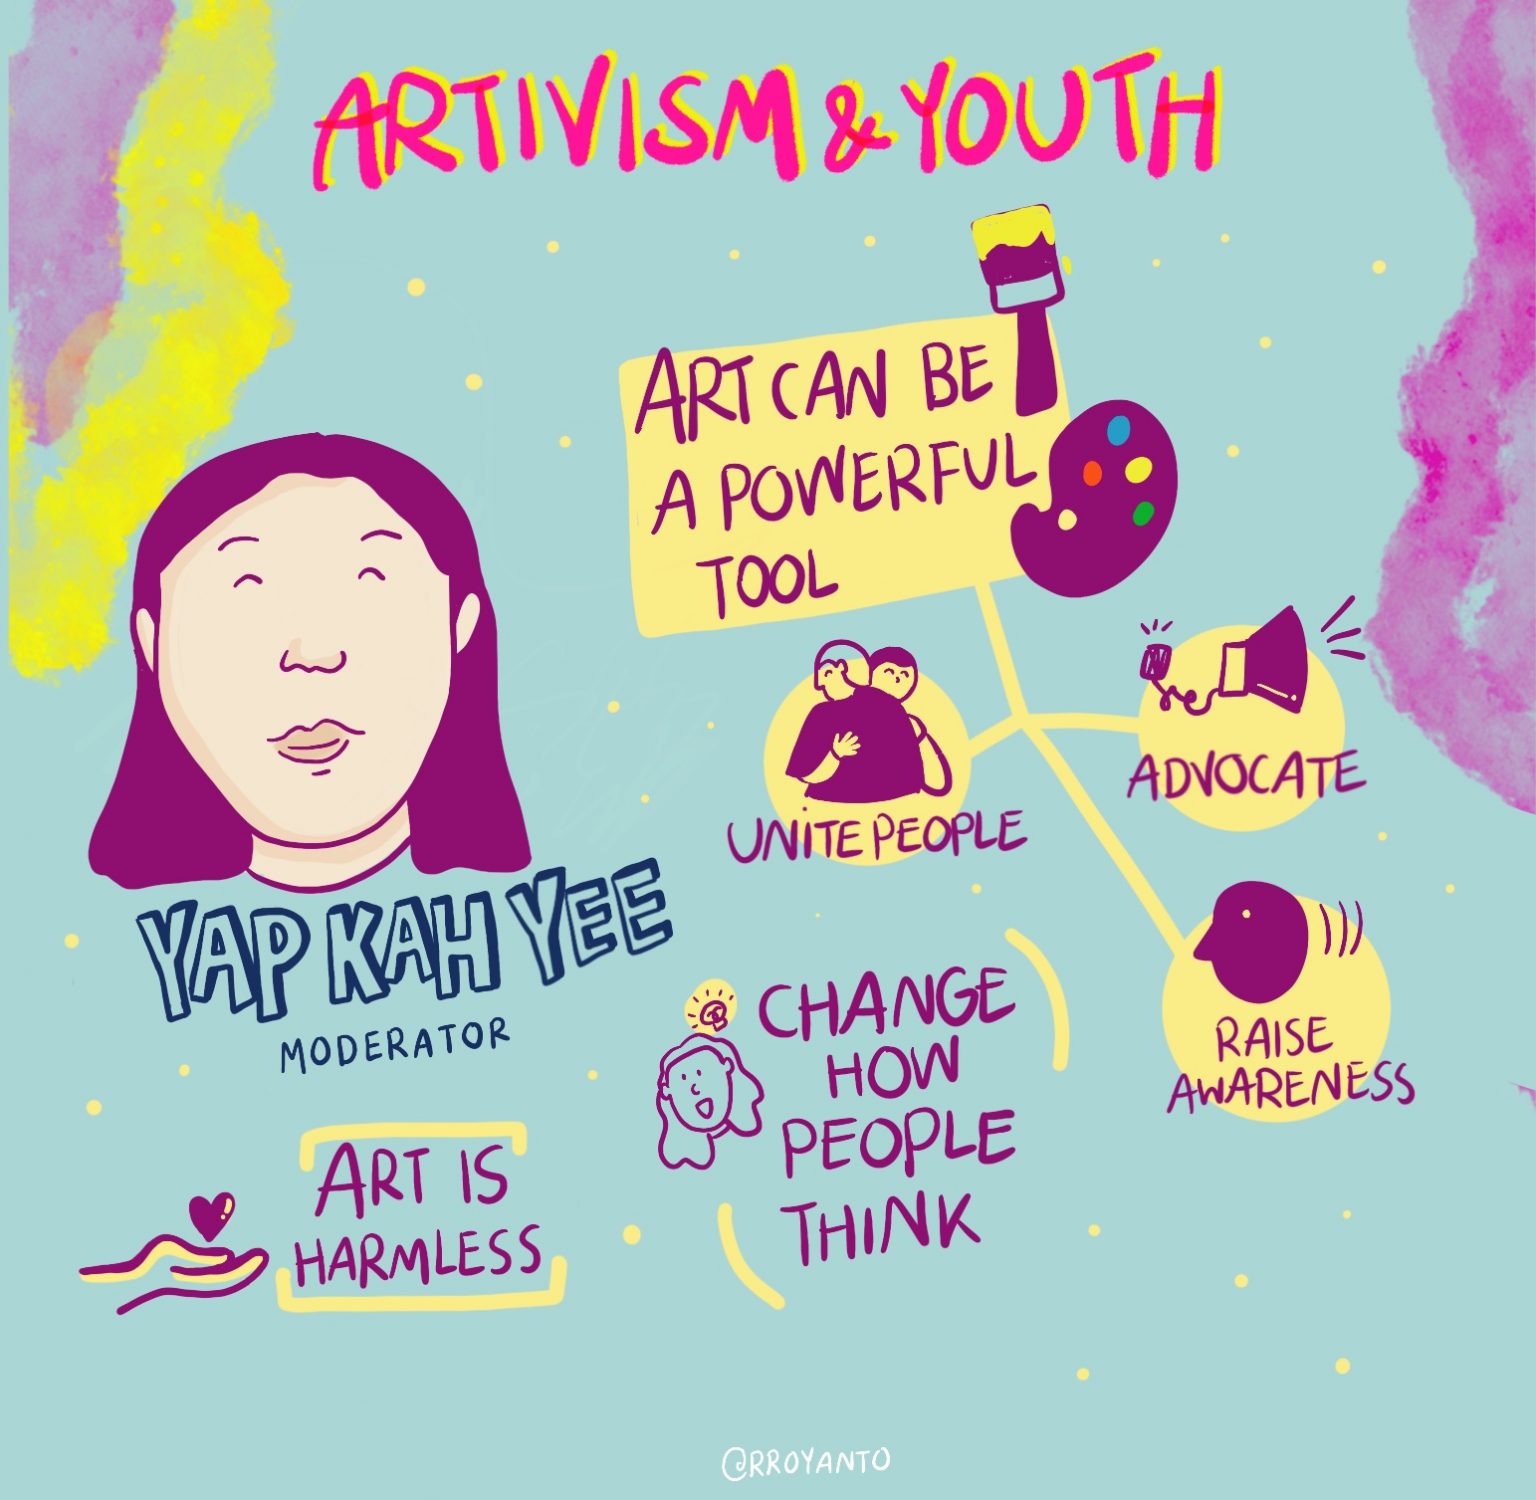 ARTIVISM & YOUTH
ART CAN BE
A POWERFUL
TOOL
UNITE PEOPLE
ADVOCATE
RAISE
AWARENESS
YAP KAH YEE
MODERATOR
CHANGE
HOW
PEOPLE
THINK
ART IS
HARMLESS
@RROYANTO